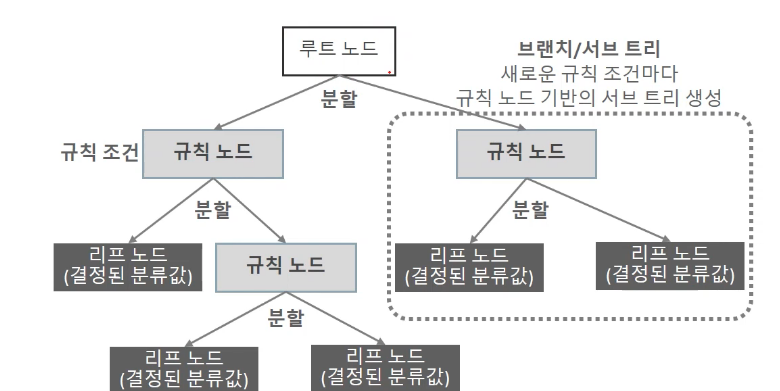 루트 노드
브랜치/서브 트리
새로운 규칙 조건마다
규칙 노드 기반의 서브 트리 생성
분할
규칙 조건
규칙 노드
규칙 노드
분할
분할
리프 노드
(결정된 분류값)
규칙 노드
리프 노드
(결정된 분류값)
리프 노드
(결정된 분류값)
분할
리프 노드
(결정된 분류값)
리프 노드
(결정된 분류값)